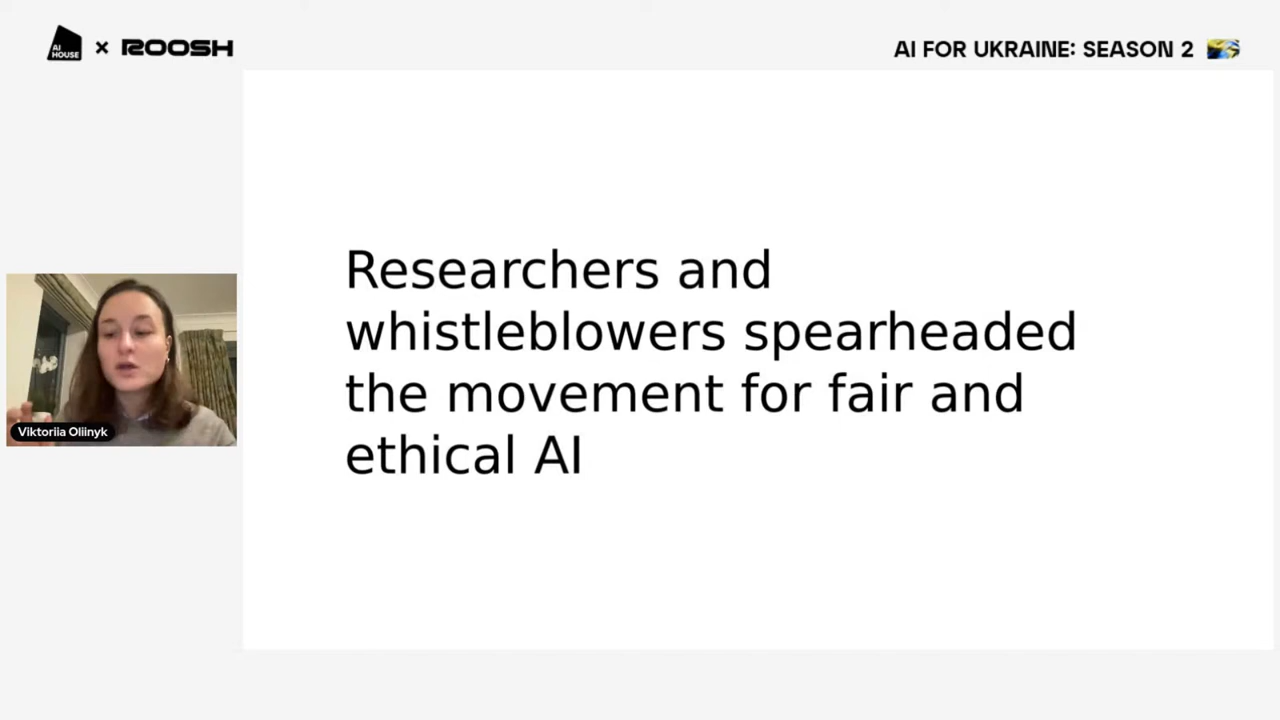 AI HOUSE × ROOSH
AI FOR UKRAINE: SEASON 2
Researchers and
whistleblowers spearheaded
the movement for fair and
ethical AI
Viktoriia Oliinyk